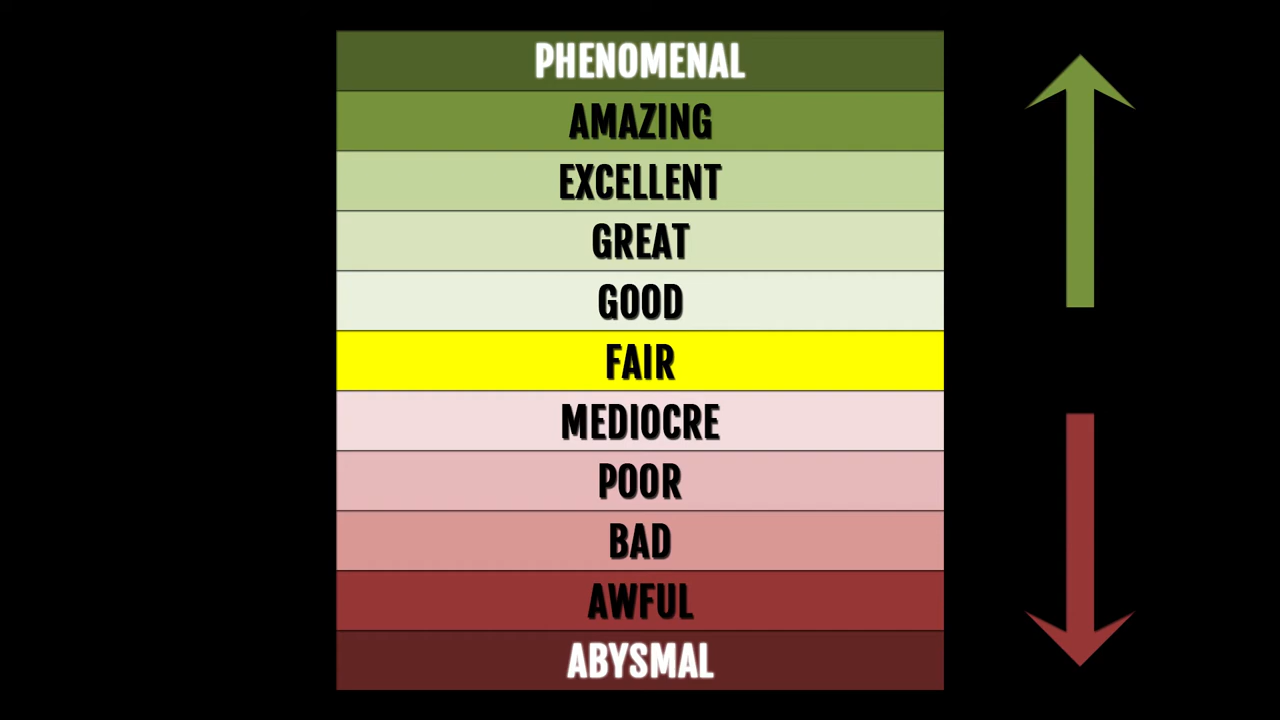 PHENOMENAL
AMAZING
EXCELLENT
GREAT
GOOD
FAIR
MEDIOCRE
POOR
BAD
AWFUL
ABYSMAL